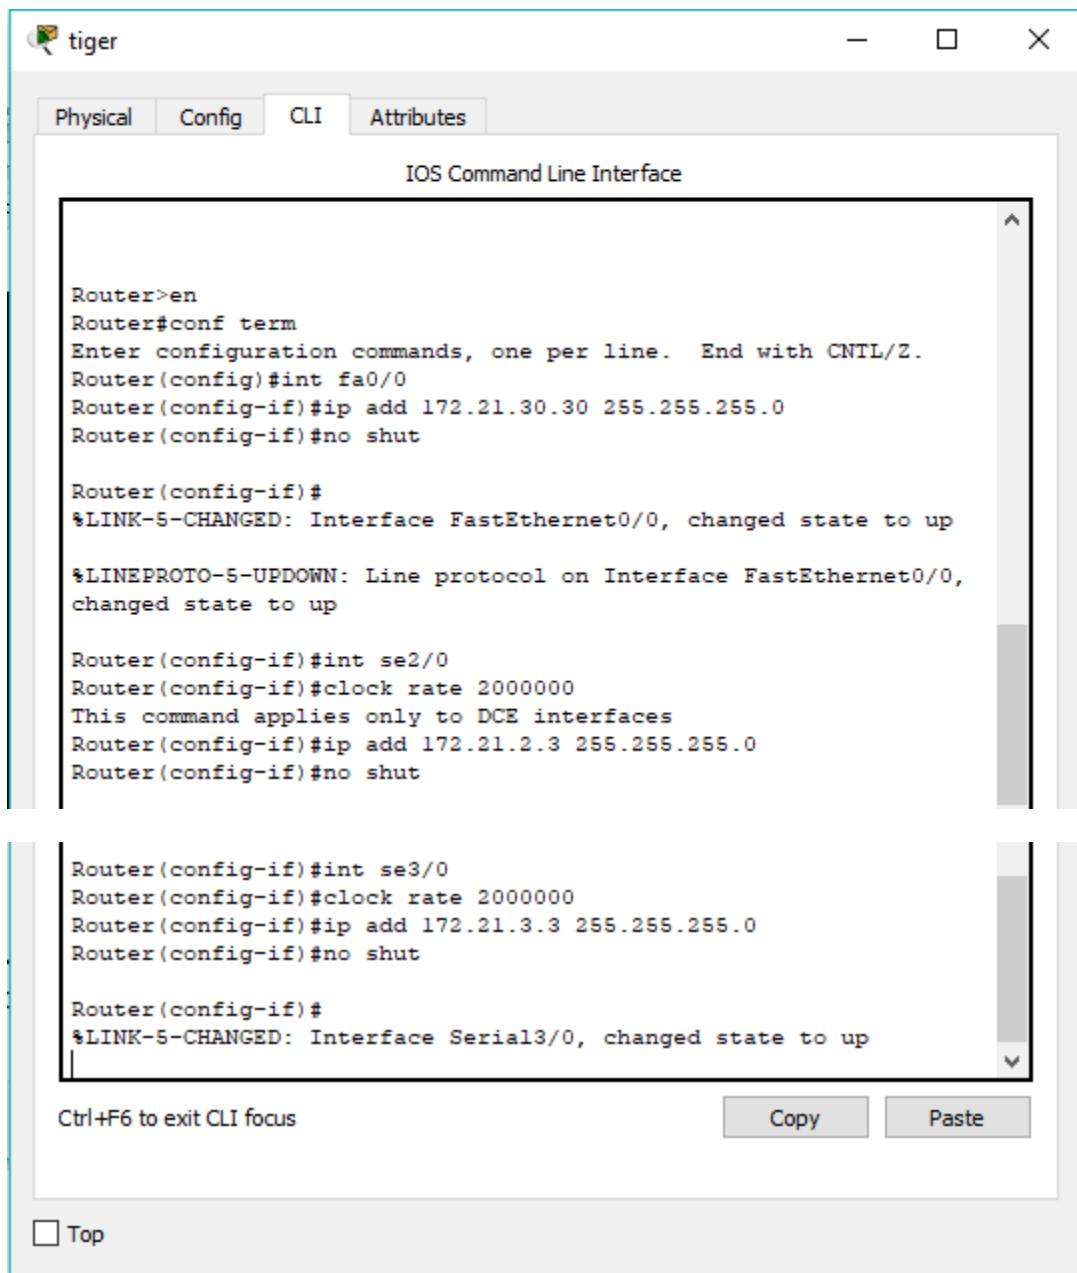 tiger
Physical Config CLI Attributes
IOS Command Line Interface
Router>en
Router#conf term
Enter configuration commands, one per line.  End with CNTL/Z.
Router(config)#int fa0/0
Router(config-if)#ip add 172.21.30.30 255.255.255.0
Router(config-if)#no shut
Router(config-if)#
%LINK-5-CHANGED: Interface FastEthernet0/0, changed state to up
%LINEPROTO-5-UPDOWN: Line protocol on Interface FastEthernet0/0,
changed state to up
Router(config-if)#int se2/0
Router(config-if)#clock rate 2000000
This command applies only to DCE interfaces
Router(config-if)#ip add 172.21.2.3 255.255.255.0
Router(config-if)#no shut
Router(config-if)#int se3/0
Router(config-if)#clock rate 2000000
Router(config-if)#ip add 172.21.3.3 255.255.255.0
Router(config-if)#no shut
Router(config-if)#
%LINK-5-CHANGED: Interface Serial3/0, changed state to up
Ctrl+F6 to exit CLI focus
Copy Paste
Top